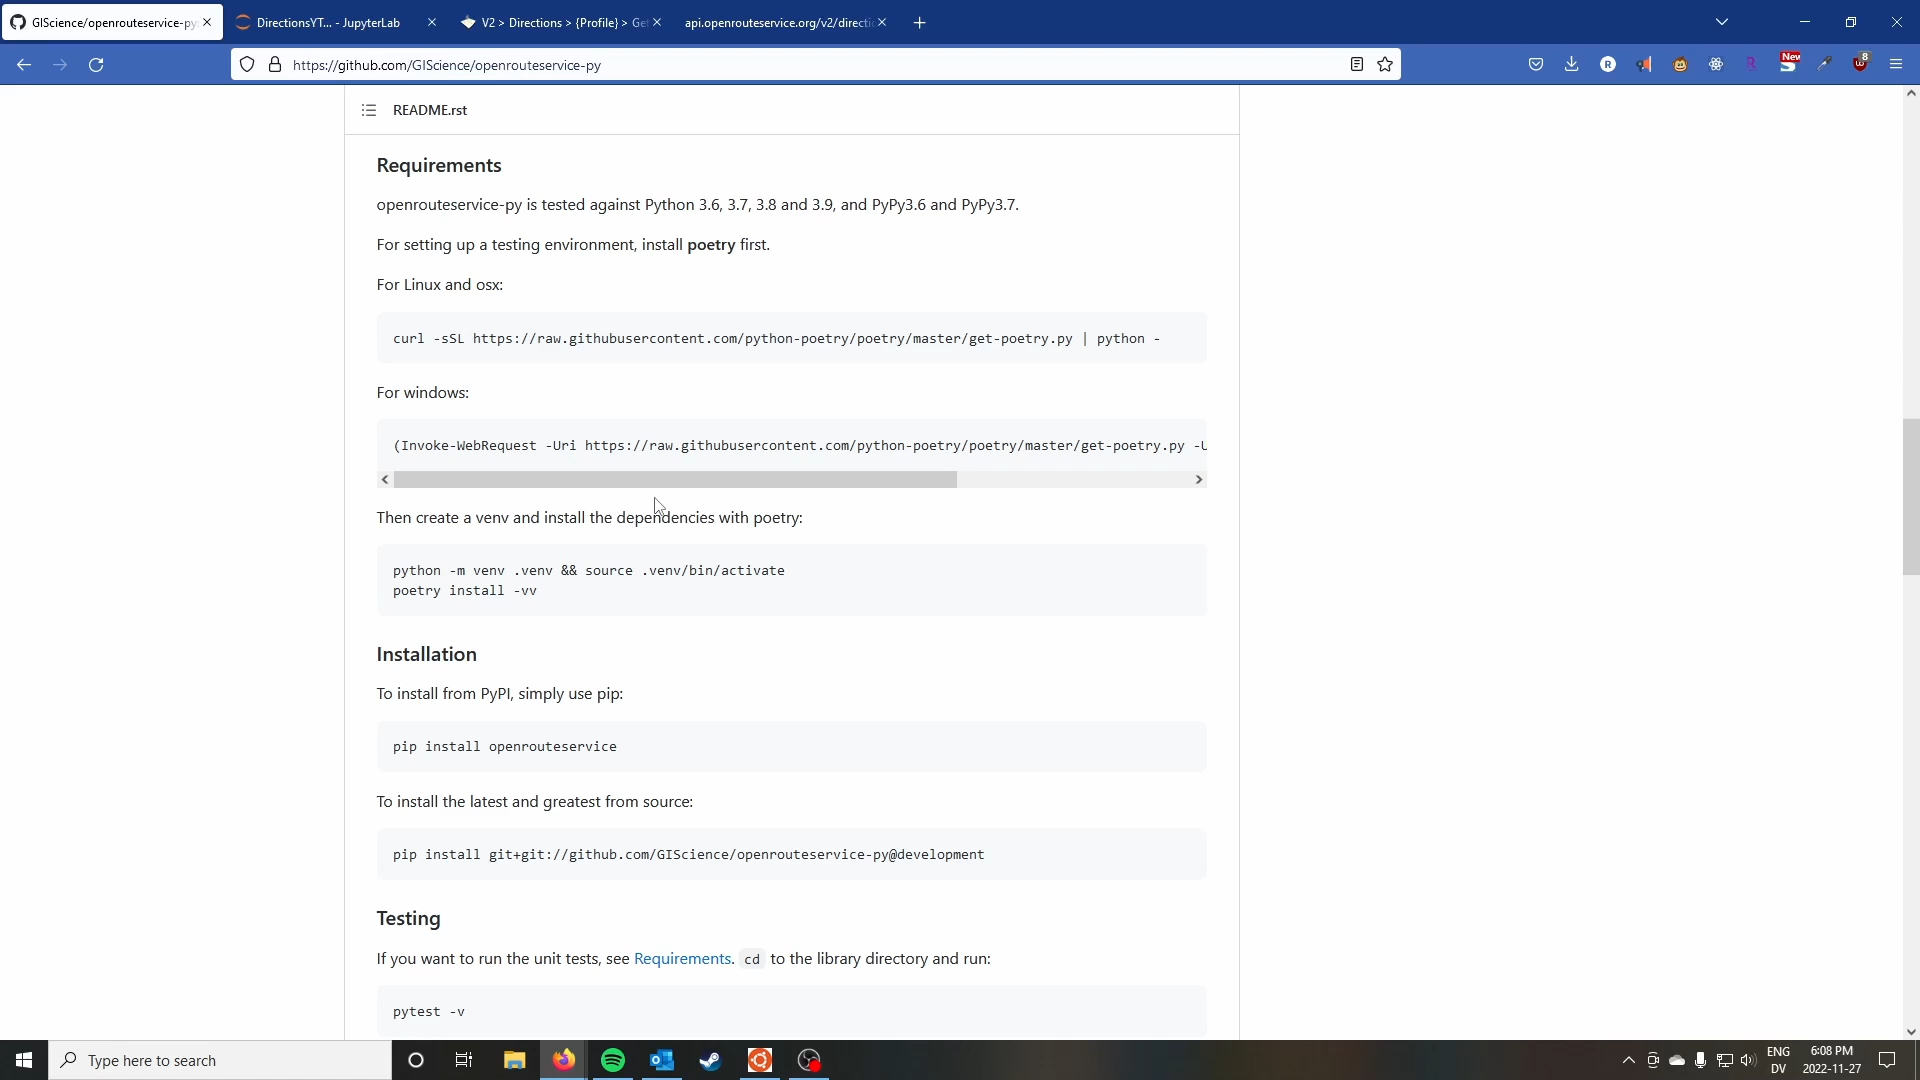 GIScience/openrouteservice-py:
DirectionsYT... - JupyterLab
V2 > Directions > {Profile} > Get
api.openrouteservice.org/v2/directi
https://github.com/GIScience/openrouteservice-py
New
8
README.rst
Requirements
openrouteservice-py is tested against Python 3.6, 3.7, 3.8 and 3.9, and PyPy3.6 and PyPy3.7.
For setting up a testing environment, install poetry first.
For Linux and osx:
curl -sSL https://raw.githubusercontent.com/python-poetry/poetry/master/get-poetry.py | python -
For windows:
(Invoke-WebRequest -Uri https://raw.githubusercontent.com/python-poetry/poetry/master/get-poetry.py -U
Then create a venv and install the dependencies with poetry:
python -m venv .venv && source .venv/bin/activate
poetry install -vv
Installation
To install from PyPI, simply use pip:
pip install openrouteservice
To install the latest and greatest from source:
pip install git+git://github.com/GIScience/openrouteservice-py@development
Testing
If you want to run the unit tests, see Requirements. cd to the library directory and run:
pytest -v
Type here to search
ENG
DV
6:08 PM
2022-11-27